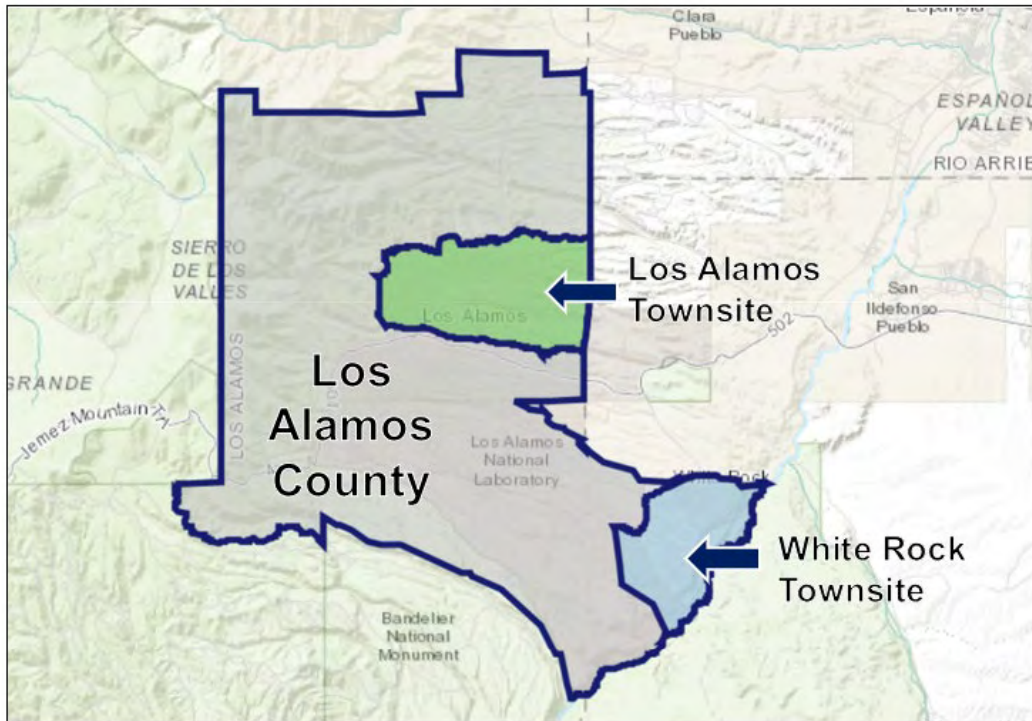 Clara
Pueblo
Española
ESPAÑOL
VALLEY
RIO ARRIB
SIERRO
DE LOS
VALLES
Los Alamos
Townsite
San
Ildefonso
Pueblo
502
Los Alamos
LOS ALAMOS
GRANDE
Jemez Mountain Trl
Los
Alamos
County
Los Alamos
National
Laboratory
White Rock
White Rock
Townsite
Bandelier
National
Monument